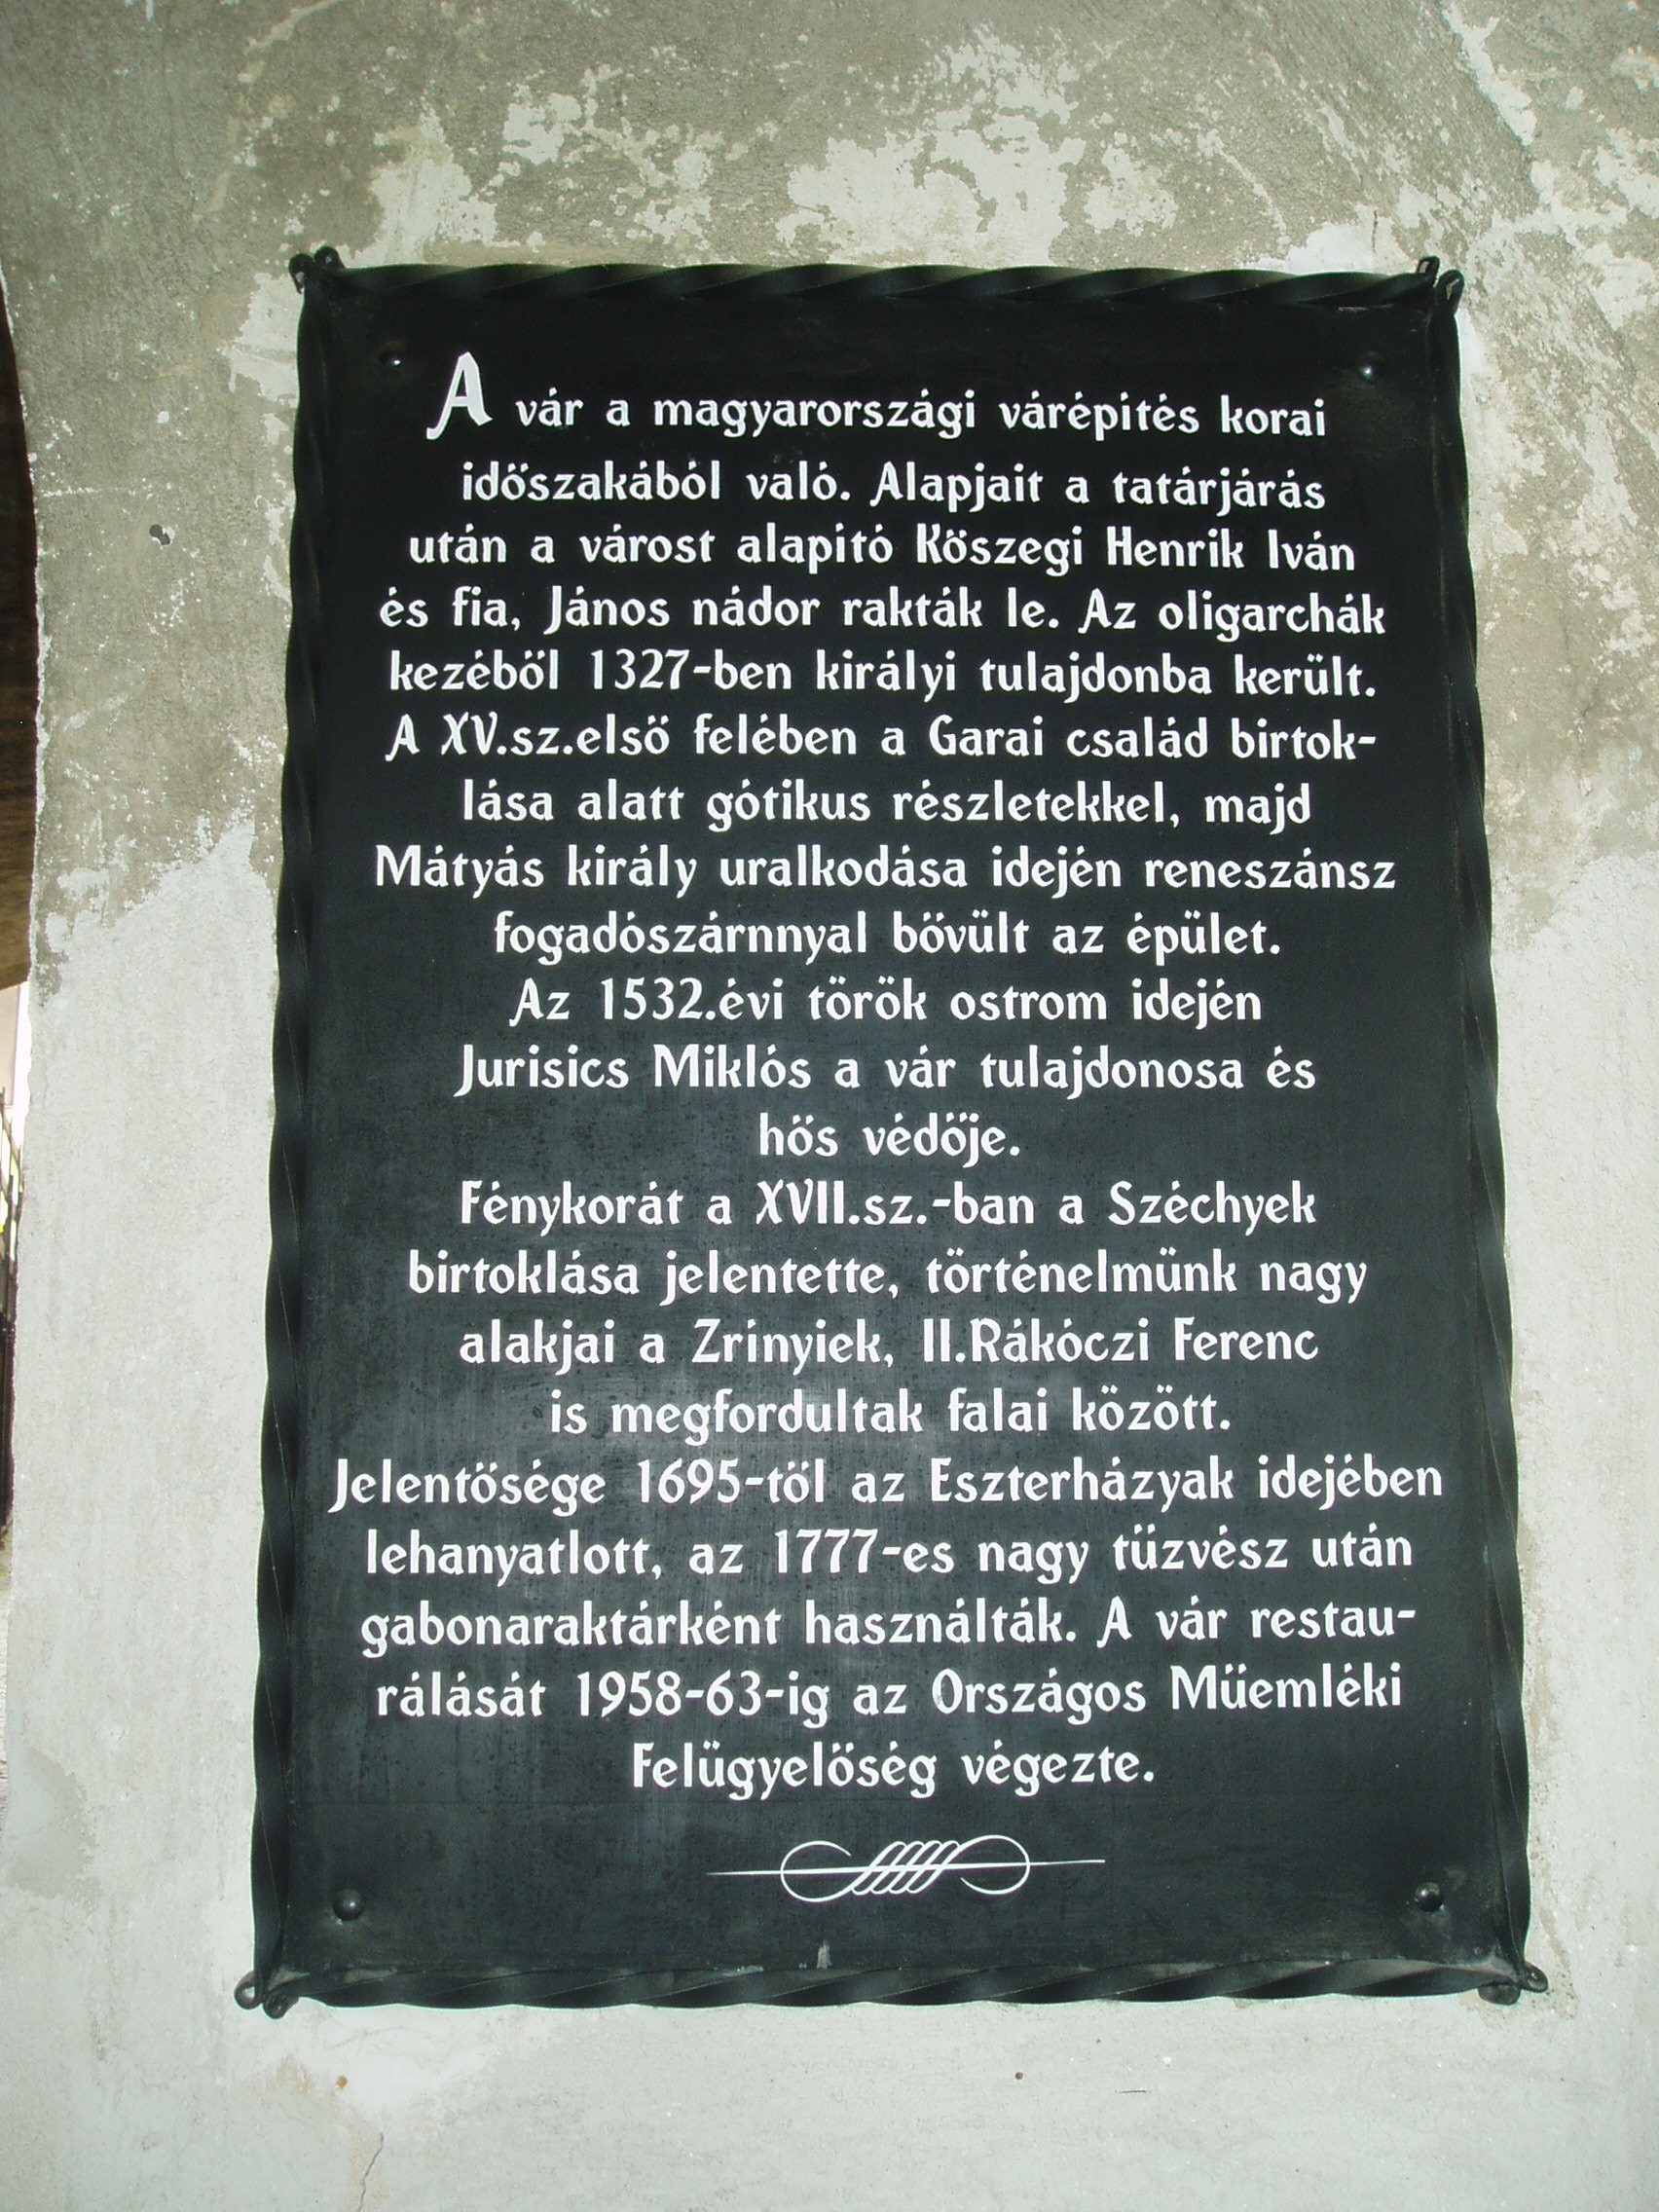 A vár a magyarországi várépítés korai
időszakából való. Alapjait a tatárjárás
után a várost alapító Kőszegi Henrik Iván
és fia, János nádor rakták le. Az oligarchák
kezéből 1327-ben királyi tulajdonba került.
A XV.sz.első felében a Garai család birtok-
lása alatt gótikus részletekkel, majd
Mátyás király uralkodása idején reneszánsz
fogadószárnnyal bővült az épület.
Az 1532.évi török ostrom idején
Jurisics Miklós a vár tulajdonosa és
hős védője.
Fénykorát a XVII.sz.-ban a Széchyek
birtoklása jelentette, történelmünk nagy
alakjai a Zrínyiek, II.Rákóczi Ferenc
is megfordultak falai között.
Jelentősége 1695-től az Eszterházyak idejében
lehanyatlott, az 1777-es nagy tűzvész után
gabonaraktárként használták. A vár restau-
rálását 1958-63-ig az Országos Műemléki
Felügyelőség végezte.